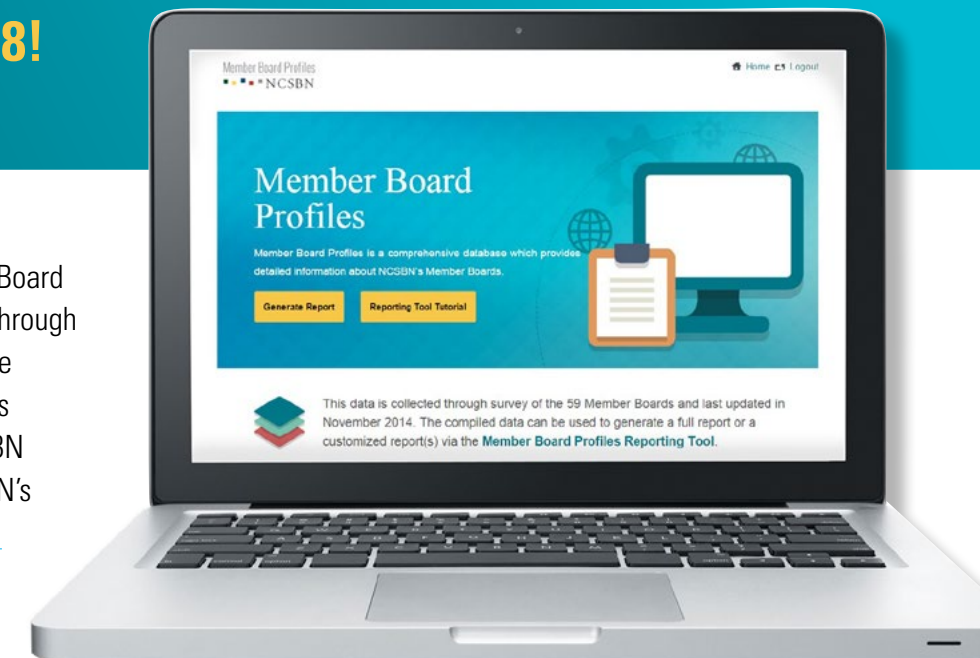 8!
Board
hrough
e
s
BN
N's
Member Board Profiles
NCSBN
Home Logout
Member Board
Profiles
Member Board Profiles is a comprehensive database which provides
detailed information about NCSBN's Member Boards.
Generate Report Reporting Tool Tutorial
This data is collected through survey of the 59 Member Boards and last updated in
November 2014. The compiled data can be used to generate a full report or a
customized report(s) via the Member Board Profiles Reporting Tool.
option option